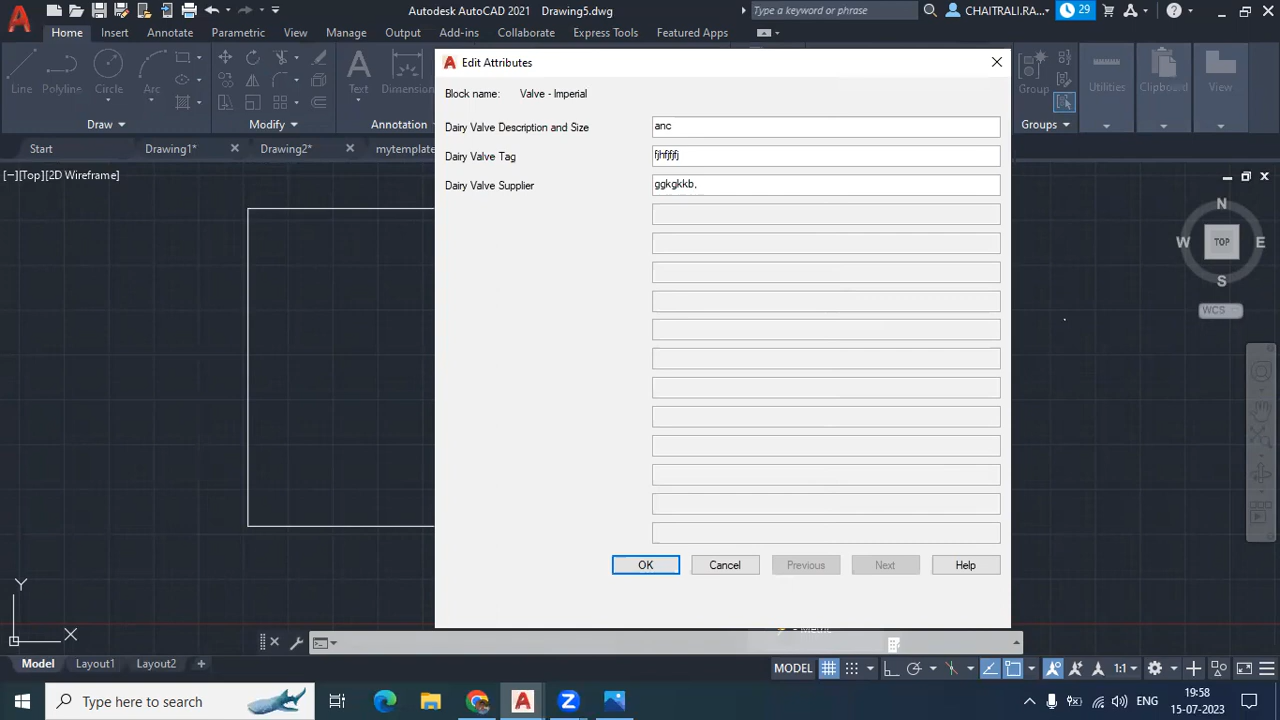 Autodesk AutoCAD 2021 Drawing5.dwg
Type a keyword or phrase
CHAITRALI.RA...
29
Home Insert Annotate Parametric View Manage Output Add-ins Collaborate Express Tools Featured Apps
Line Polyline Circle Arc Text Dimension Group Utilities Clipboard View
Draw Modify Annotation Groups
Start Drawing1* Drawing2* mytemplate
[−][Top][2D Wireframe]
Edit Attributes
Block name: Valve - Imperial
Dairy Valve Description and Size anc
Dairy Valve Tag fjhfjfjfj
Dairy Valve Supplier ggkgkkb,
OK Cancel Previous Next Help
N
W TOP E
S
WCS
Y
X
- Metric
Model Layout1 Layout2
MODEL 1:1
Type here to search
ENG
19:58
15-07-2023